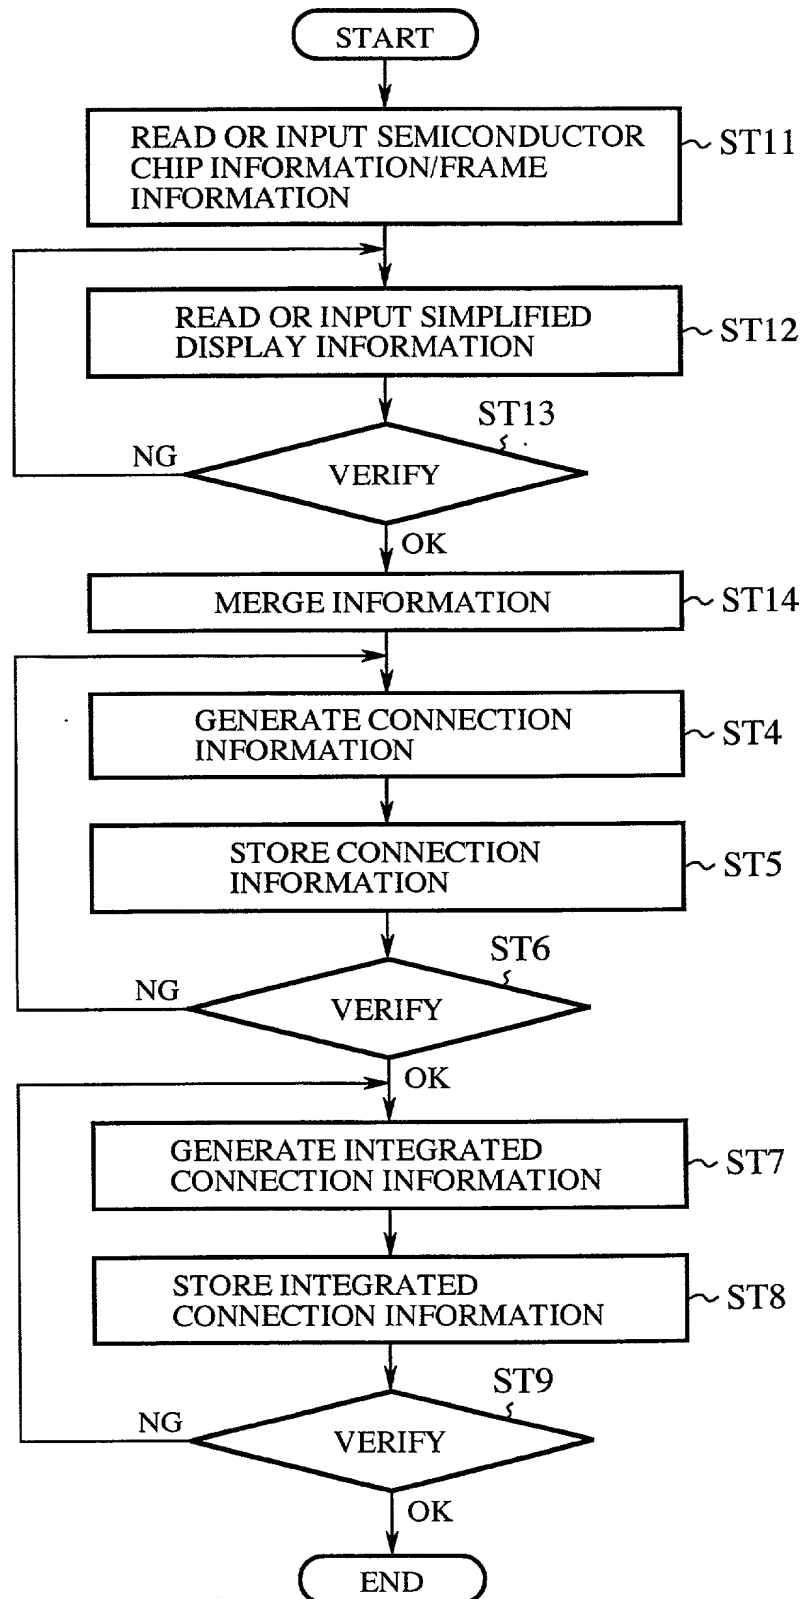 START
READ OR INPUT SEMICONDUCTOR
CHIP INFORMATION/FRAME
INFORMATION
ST11
READ OR INPUT SIMPLIFIED
DISPLAY INFORMATION
ST12
ST13
NG
VERIFY
OK
MERGE INFORMATION
ST14
GENERATE CONNECTION
INFORMATION
ST4
STORE CONNECTION
INFORMATION
ST5
ST6
NG
VERIFY
OK
GENERATE INTEGRATED
CONNECTION INFORMATION
ST7
STORE INTEGRATED
CONNECTION INFORMATION
ST8
ST9
NG
VERIFY
OK
END